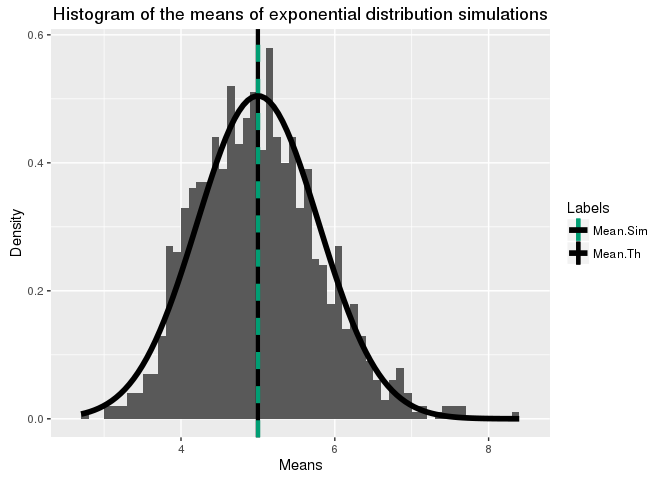 Histogram of the means of exponential distribution simulations
0.6
0.4
0.2
0.0
Density
4 6 8
Means
Labels
Mean.Sim
Mean.Th